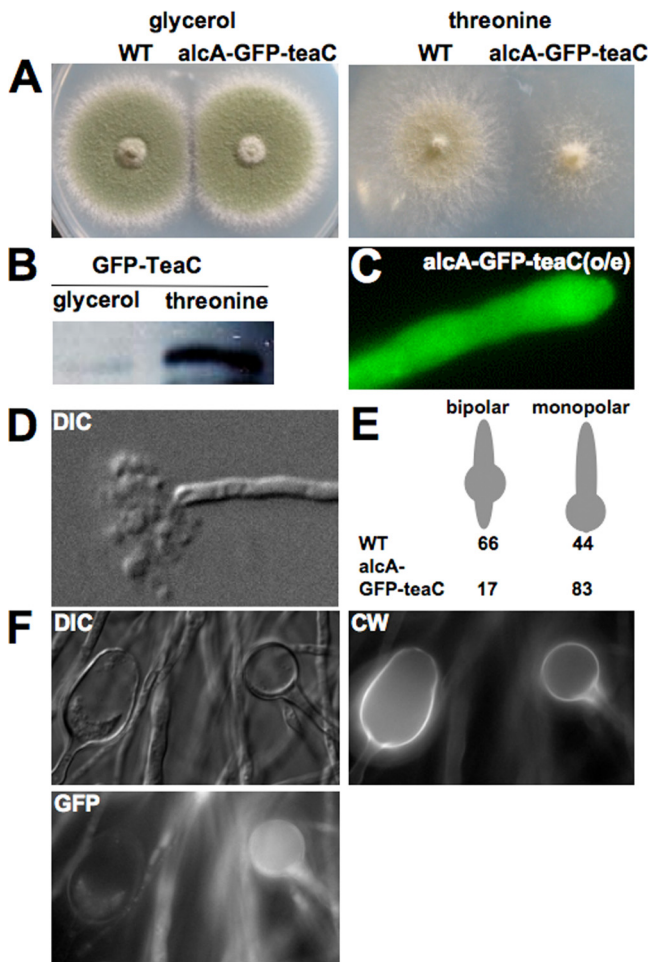 glycerol threonine
WT alcA-GFP-teaC WT alcA-GFP-teaC
A
B
GFP-TeaC
glycerol threonine
C alcA-GFP-teaC(o/e)
D DIC
E
bipolar monopolar
WT 66 44
alcA-
GFP-teaC 17 83
F DIC
CW
GFP